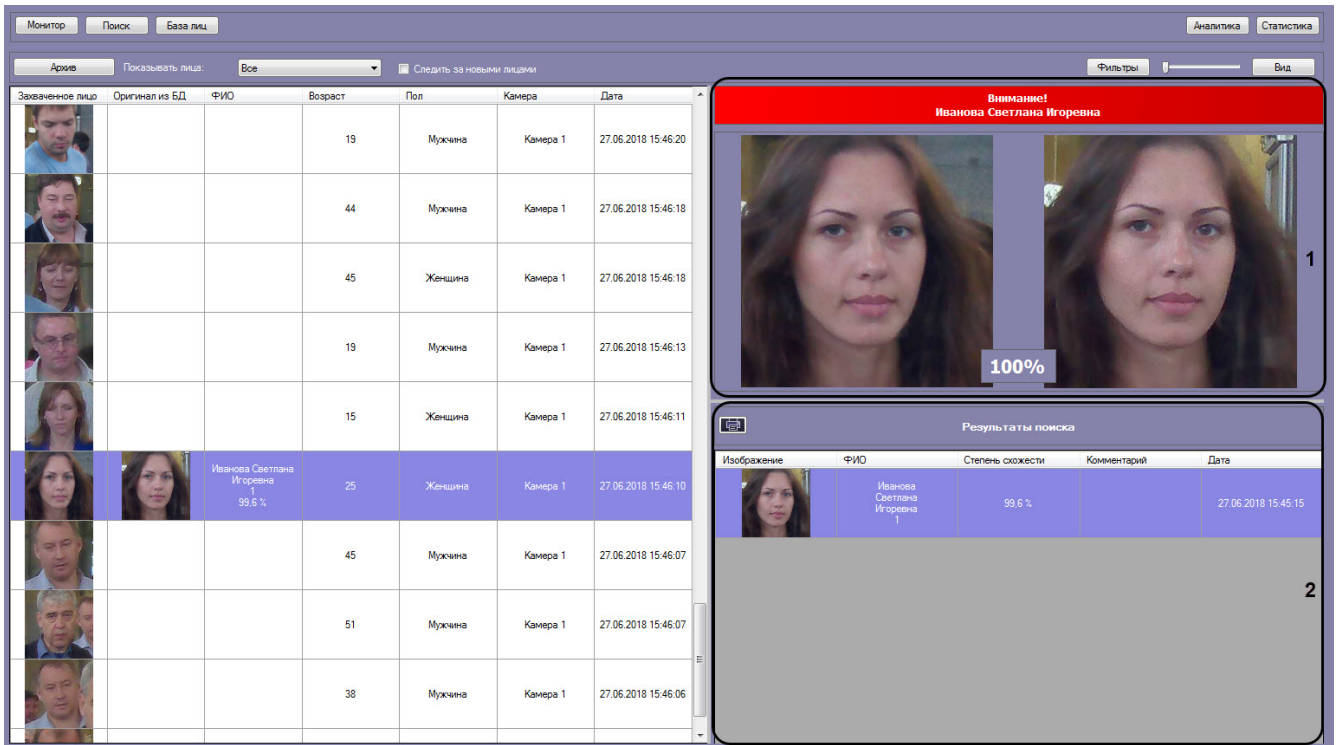 Монитор Поиск База лиц Аналитика Статистика
Архив Показывать лица: Все Следить за новыми лицами Фильтры Вид
Захваченное лицо Оригинал из БД ФИО Возраст Пол Камера Дата
19 Мужчина Камера 1 27.06.2018 15:46:20
44 Мужчина Камера 1 27.06.2018 15:46:18
45 Женщина Камера 1 27.06.2018 15:46:18
19 Мужчина Камера 1 27.06.2018 15:46:13
15 Женщина Камера 1 27.06.2018 15:46:11
Иванова Светлана
Игоревна
1
99,6 %
25 Женщина Камера 1 27.06.2018 15:46:10
45 Мужчина Камера 1 27.06.2018 15:46:07
51 Мужчина Камера 1 27.06.2018 15:46:07
38 Мужчина Камера 1 27.06.2018 15:46:06
Внимание!
Иванова Светлана Игоревна
1
100%
Результаты поиска
Изображение ФИО Степень схожести Комментарий Дата
Иванова
Светлана
Игоревна
1
99,6 % 27.06.2018 15:45:15
2